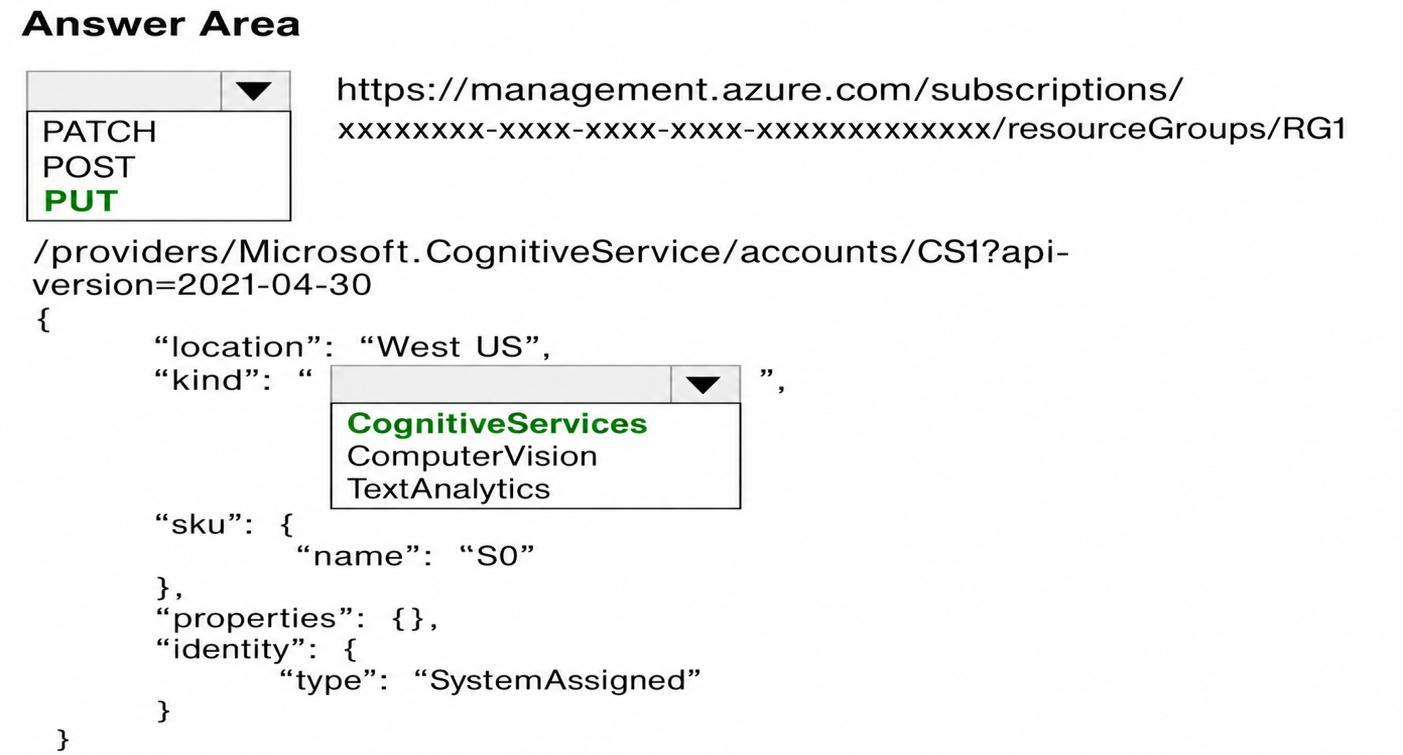 Answer Area
https://management.azure.com/subscriptions/
PATCH
xxxxxxxx-xxxx-xxxx-xxxx-xxxxxxxxxxxxx/resourceGroups/RG1
POST
PUT
/providers/Microsoft.CognitiveService/accounts/CS1?api-
version=2021-04-30
{
“location”: “West US”,
“kind”: “ ”,
CognitiveServices
ComputerVision
TextAnalytics
“sku”: {
“name”: “S0”
},
“properties”: {},
“identity”: {
“type”: “SystemAssigned”
}
}